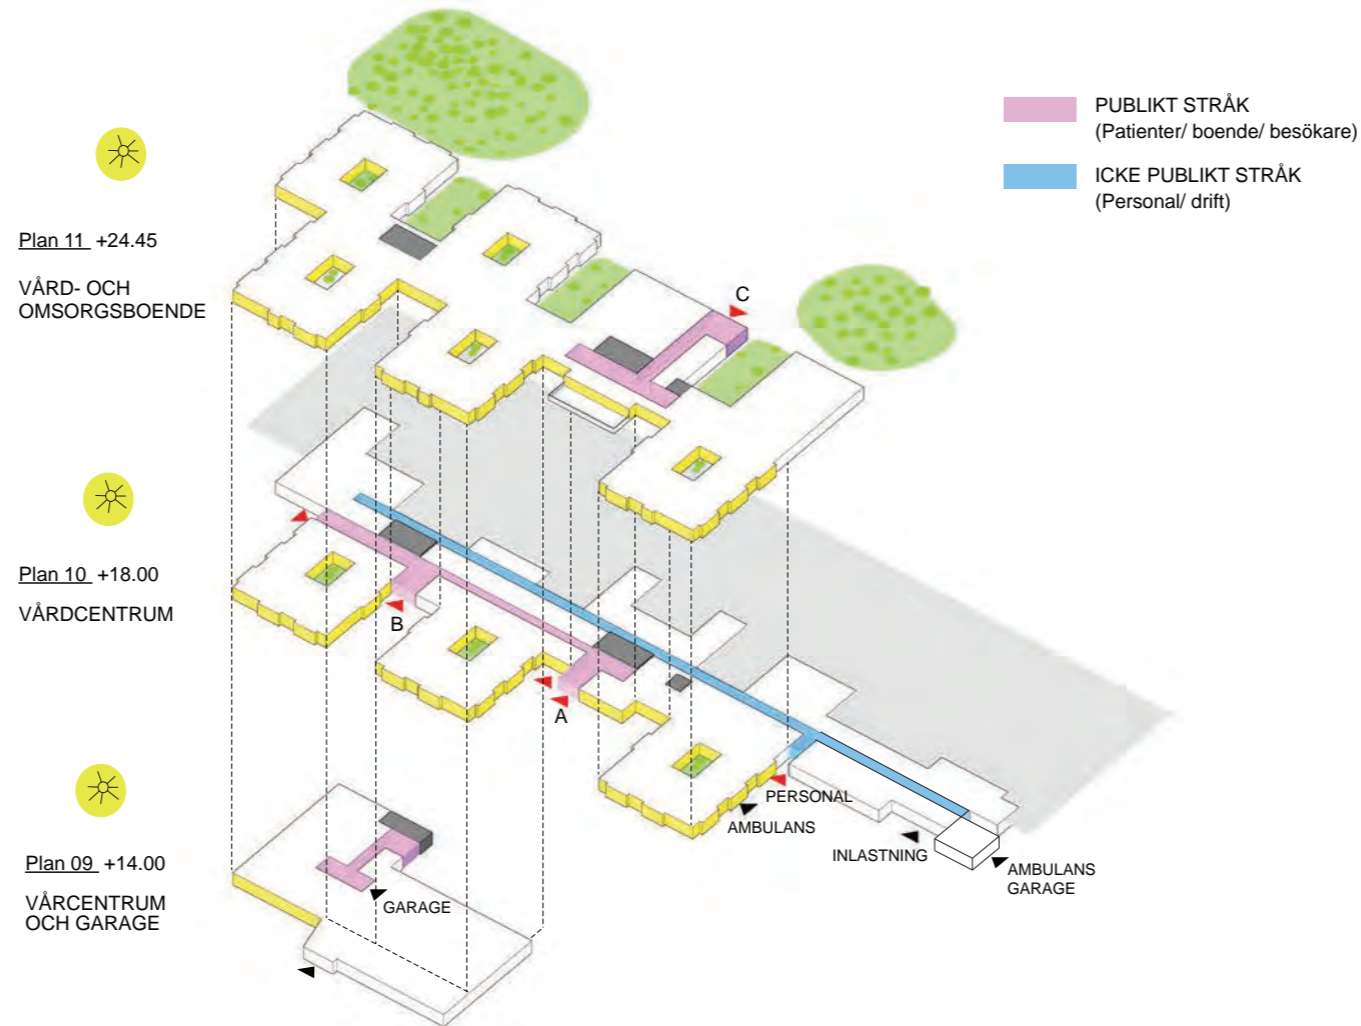 PUBLIKT STRÅK
(Patienter/ boende/ besökare)
ICKE PUBLIKT STRÅK
(Personal/ drift)
Plan 11 +24.45
VÅRD- OCH
OMSORGSBOENDE
C
Plan 10 +18.00
VÅRDCENTRUM
B
A
PERSONAL
AMBULANS
INLASTNING
AMBULANS
GARAGE
Plan 09 +14.00
VÅRCENTRUM
OCH GARAGE
GARAGE